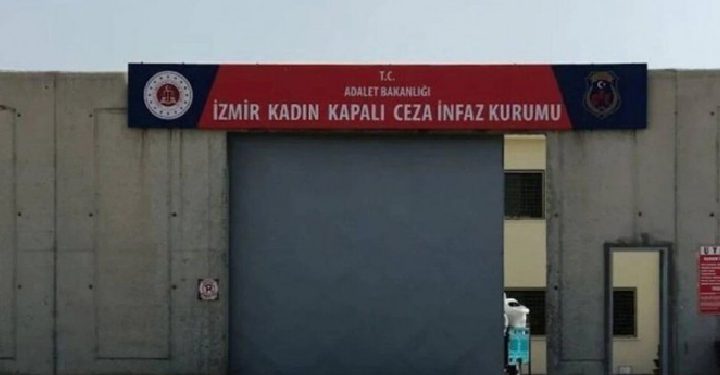 T.C.
ADALET BAKANLIĞI
İZMİR KADIN KAPALI CEZA İNFAZ KURUMU